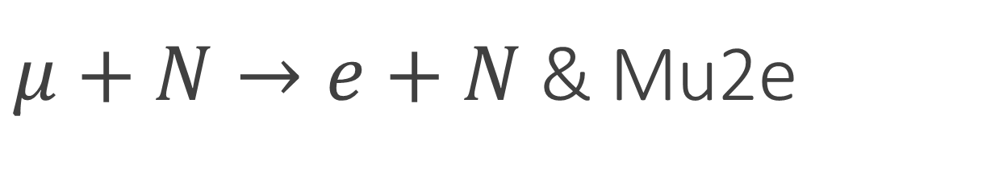 μ + N → e + N & Mu2e